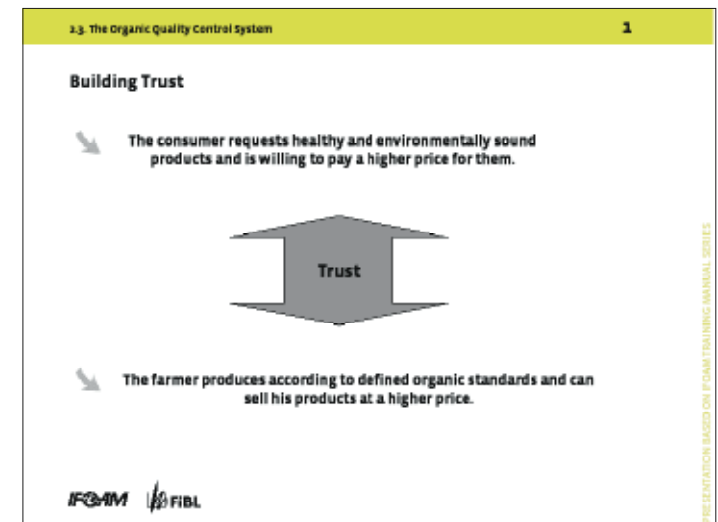 2.3. The Organic Quality Control System
1
Building Trust
The consumer requests healthy and environmentally sound
products and is willing to pay a higher price for them.
Trust
The farmer produces according to defined organic standards and can
sell his products at a higher price.
IFOAM FiBL
PRESENTATION BASED ON IFOAM TRAINING MANUAL SERIES